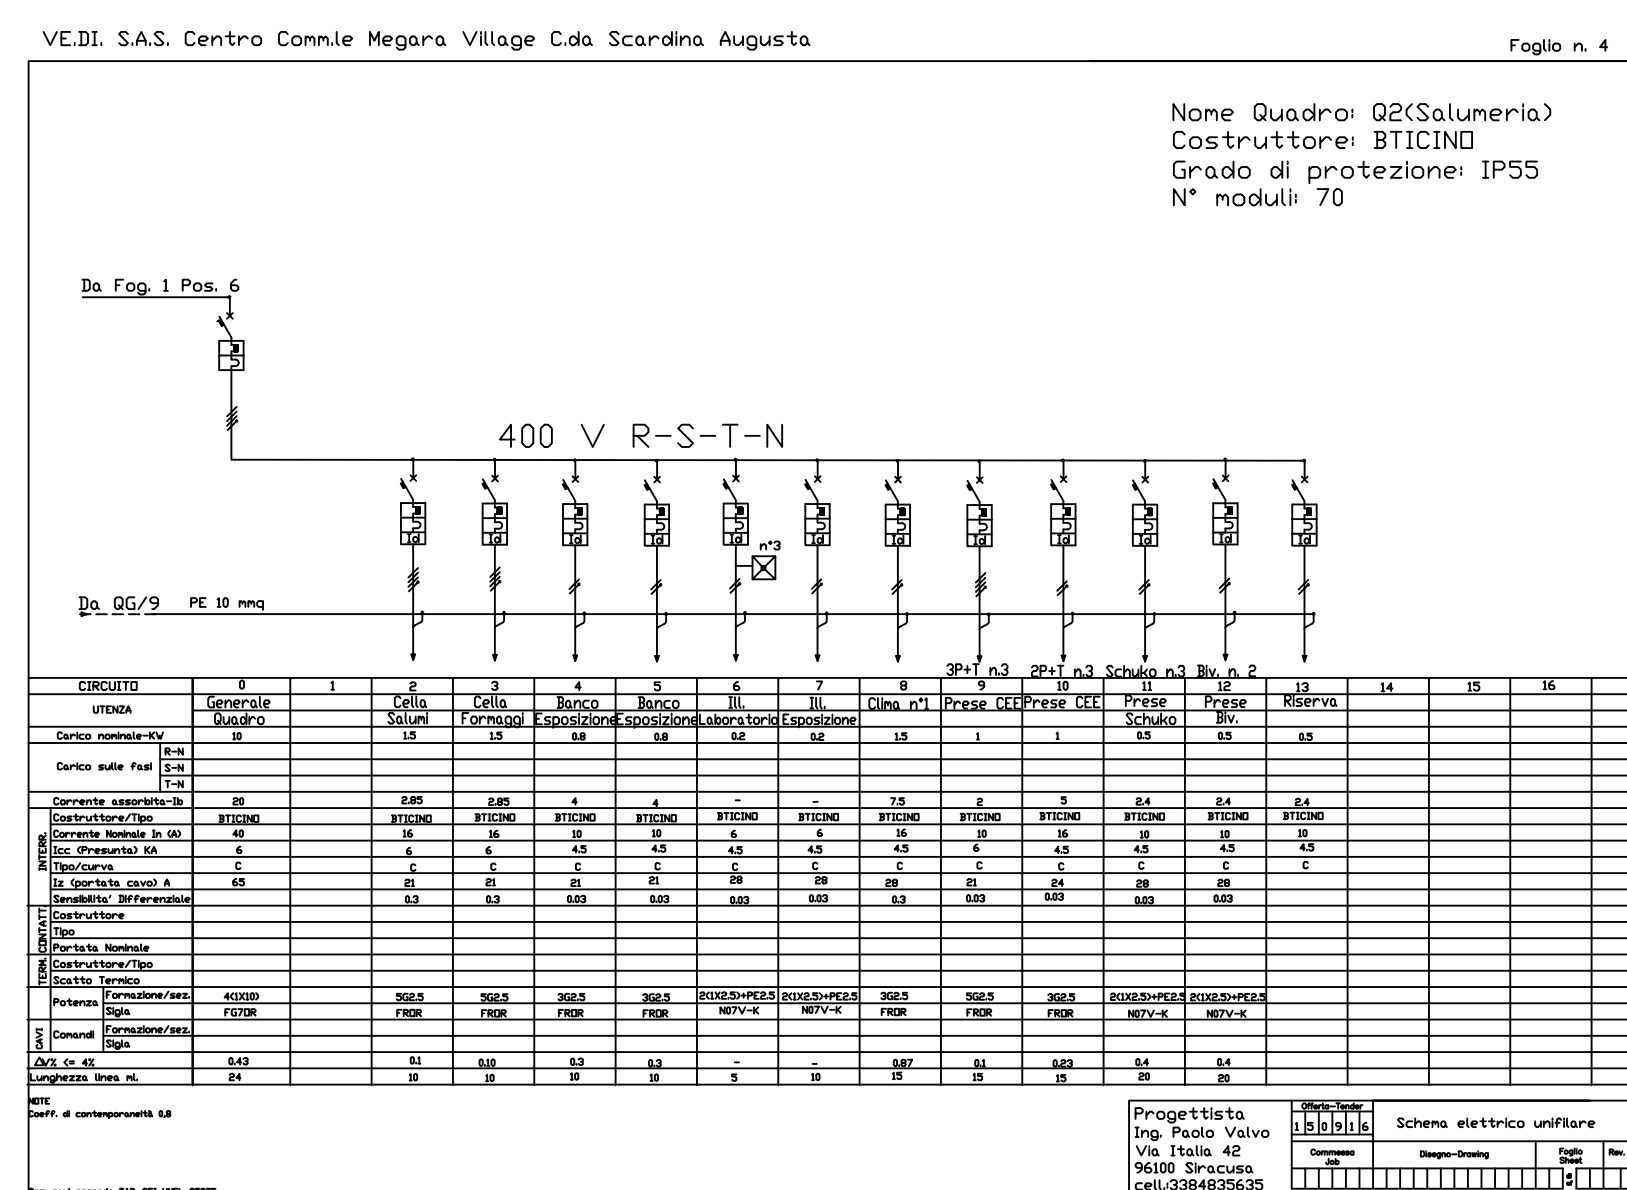 VE.DI. S.A.S. Centro Comm.le Megara Village C.da Scardina Augusta
Foglio n. 4
Nome Quadro: Q2(Salumeria)
Costruttore: BTICINO
Grado di protezione: IP55
N° moduli: 70
Da Fog. 1 Pos. 6
400 V R-S-T-N
Id Id Id Id Id Id Id Id Id Id Id Id
n°3
Da QG/9 PE 10 mmq
3P+T n.3 2P+T n.3 Schuko n.3 Biv. n. 2
CIRCUITO 0 1 2 3 4 5 6 7 8 9 10 11 12 13 14 15 16
UTENZA
Generale Cella Cella Banco Banco Ill. Ill. Clima n°1 Prese CEE Prese CEE Prese Prese Riserva
Quadro Salumi Formaggi Esposizione Esposizione Laboratorio Esposizione Schuko Biv.
Carico nominale-KW 10 1.5 1.5 0.8 0.8 0.2 0.2 1.5 1 1 0.5 0.5 0.5
Carico sulle fasi
R-N
S-N
T-N
Corrente assorbita-Ib 20 2.85 2.85 4 4 - - 7.5 2 5 2.4 2.4 2.4
INTERR.
Costruttore/Tipo BTICINO BTICINO BTICINO BTICINO BTICINO BTICINO BTICINO BTICINO BTICINO BTICINO BTICINO BTICINO BTICINO
Corrente Nominale In (A) 40 16 16 10 10 6 6 16 10 16 10 10 10
Icc (Presunta) KA 6 6 6 4.5 4.5 4.5 4.5 4.5 6 4.5 4.5 4.5 4.5
Tipo/curva C C C C C C C C C C C C C
Iz (portata cavo) A 65 21 21 21 21 28 28 28 21 24 28 28
Sensibilita' Differenziale 0.3 0.3 0.03 0.03 0.03 0.03 0.3 0.03 0.03 0.03 0.03
CONTATT.
Costruttore
Tipo
Portata Nominale
TERM.
Costruttore/Tipo
Scatto Termico
CAVI
Potenza
Formazione/sez. 4(1X10) 5G2.5 5G2.5 3G2.5 3G2.5 2(1X2.5)+PE2.5 2(1X2.5)+PE2.5 3G2.5 5G2.5 3G2.5 2(1X2.5)+PE2.5 2(1X2.5)+PE2.5
Sigla FG7OR FROR FROR FROR FROR N07V-K N07V-K FROR FROR FROR N07V-K N07V-K
Comandi
Formazione/sez.
Sigla
ΔV% <= 4% 0.43 0.1 0.10 0.3 0.3 - - 0.87 0.1 0.23 0.4 0.4
Lunghezza linea ml. 24 10 10 10 10 5 10 15 15 15 20 20
NOTE
Coeff. di contemporaneità 0,8
Progettista
Ing. Paolo Valvo
Via Italia 42
96100 Siracusa
cell.:3384835635
Offerta-Tender
1 5 0 9 1 6
Schema elettrico unifilare
Commessa
Job
Disegno-Drawing
Foglio
Sheet
Rev.